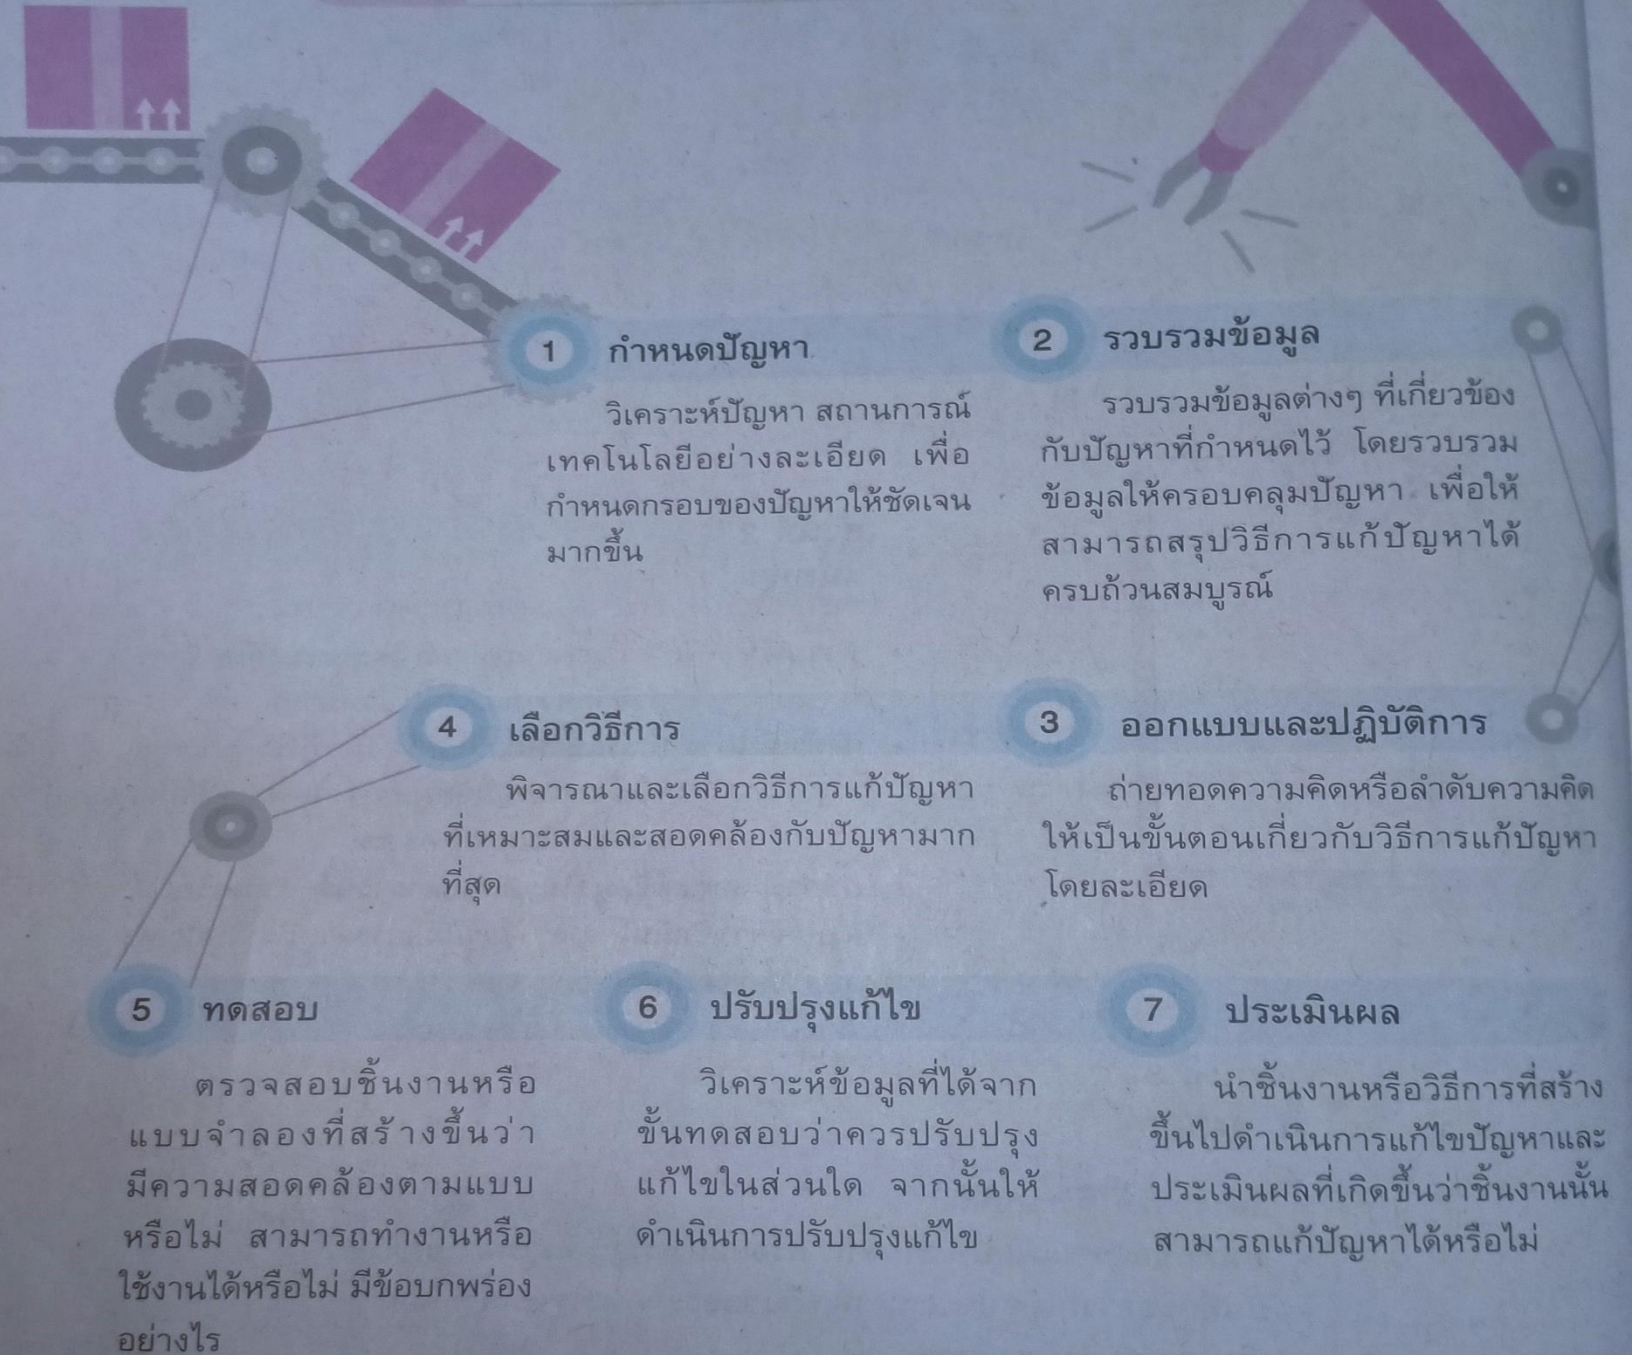 1 กำหนดปัญหา
วิเคราะห์ปัญหา สถานการณ์
เทคโนโลยีอย่างละเอียด เพื่อ
กำหนดกรอบของปัญหาให้ชัดเจน
มากขึ้น
2 รวบรวมข้อมูล
รวบรวมข้อมูลต่างๆ ที่เกี่ยวข้อง
กับปัญหาที่กำหนดไว้ โดยรวบรวม
ข้อมูลให้ครอบคลุมปัญหา เพื่อให้
สามารถสรุปวิธีการแก้ปัญหาได้
ครบถ้วนสมบูรณ์
3 ออกแบบและปฏิบัติการ
ถ่ายทอดความคิดหรือลำดับความคิด
ให้เป็นขั้นตอนเกี่ยวกับวิธีการแก้ปัญหา
โดยละเอียด
4 เลือกวิธีการ
พิจารณาและเลือกวิธีการแก้ปัญหา
ที่เหมาะสมและสอดคล้องกับปัญหามาก
ที่สุด
5 ทดสอบ
ตรวจสอบชิ้นงานหรือ
แบบจำลองที่สร้างขึ้นว่า
มีความสอดคล้องตามแบบ
หรือไม่ สามารถทำงานหรือ
ใช้งานได้หรือไม่ มีข้อบกพร่อง
อย่างไร
6 ปรับปรุงแก้ไข
วิเคราะห์ข้อมูลที่ได้จาก
ขั้นทดสอบว่าควรปรับปรุง
แก้ไขในส่วนใด จากนั้นให้
ดำเนินการปรับปรุงแก้ไข
7 ประเมินผล
นำชิ้นงานหรือวิธีการที่สร้าง
ขึ้นไปดำเนินการแก้ไขปัญหาและ
ประเมินผลที่เกิดขึ้นว่าชิ้นงานนั้น
สามารถแก้ปัญหาได้หรือไม่